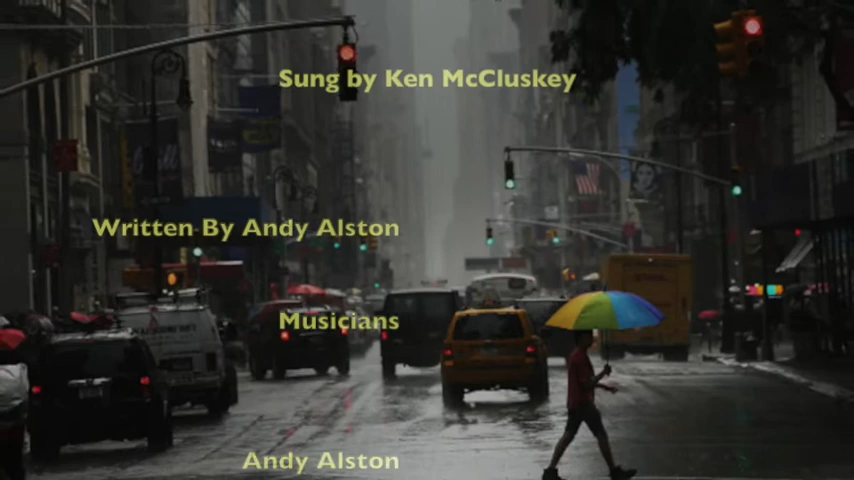 Sung by Ken McCluskey
Written By Andy Alston
Musicians
Andy Alston